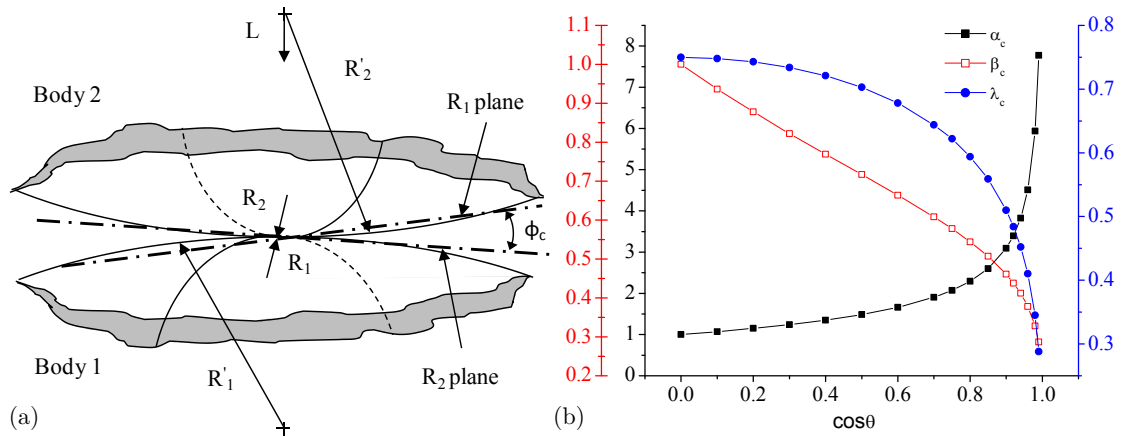 L
R'2
Body 2
R1 plane
R2
ϕc
R1
R2 plane
Body 1
R'1
(a)
1.1
1.0
0.9
0.8
0.7
0.6
0.5
0.4
0.3
0.2
8
7
6
5
4
3
2
1
0
αc
βc
λc
0.8
0.7
0.6
0.5
0.4
0.3
0.0 0.2 0.4 0.6 0.8 1.0
cosθ
(b)